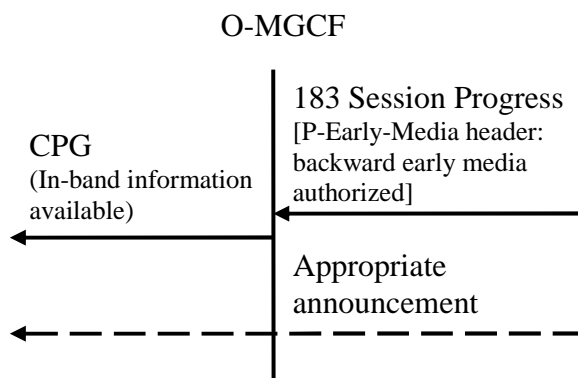 O-MGCF
183 Session Progress
[P-Early-Media header:
backward early media
authorized]
CPG
(In-band information
available)
Appropriate
announcement